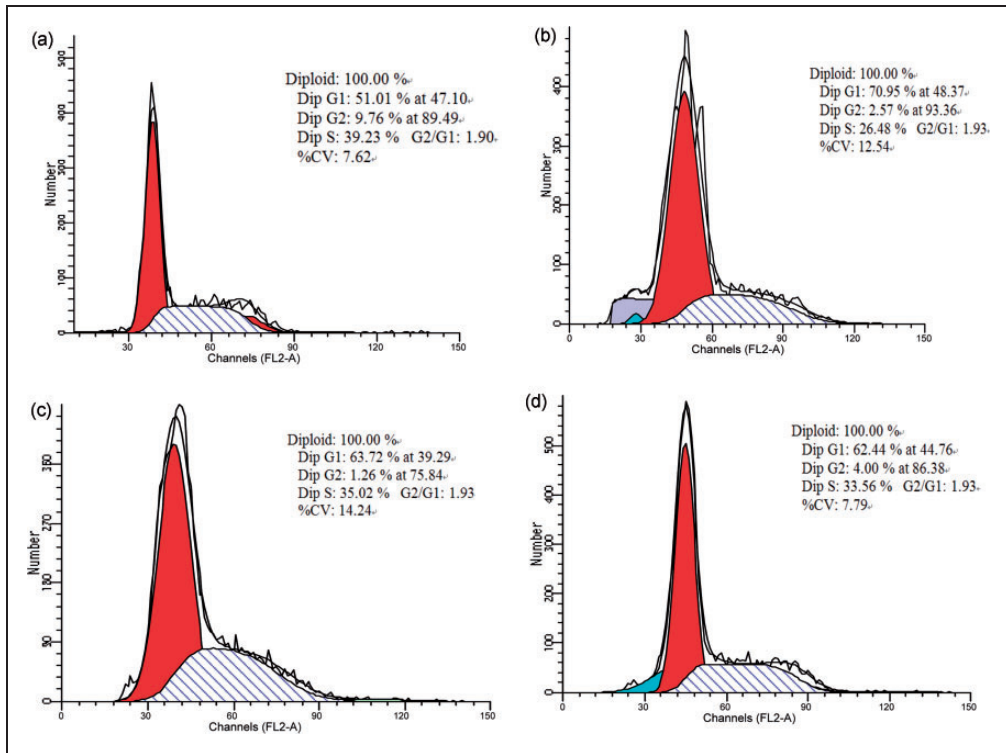 (a)
Diploid: 100.00 %
Dip G1: 51.01 % at 47.10
Dip G2: 9.76 % at 89.49
Dip S: 39.23 % G2/G1: 1.90
%CV: 7.62
Number
0 100 200 300 400 500
30 60 90 120 150
Channels (FL2-A)
(b)
Diploid: 100.00 %
Dip G1: 70.95 % at 48.37
Dip G2: 2.57 % at 93.36
Dip S: 26.48 % G2/G1: 1.93
%CV: 12.54
Number
0 100 200 300 400
0 30 60 90 120 150
Channels (FL2-A)
(c)
Diploid: 100.00 %
Dip G1: 63.72 % at 39.29
Dip G2: 1.26 % at 75.84
Dip S: 35.02 % G2/G1: 1.93
%CV: 14.24
Number
0 90 180 270
0 30 60 90 120 150
Channels (FL2-A)
(d)
Diploid: 100.00 %
Dip G1: 62.44 % at 44.76
Dip G2: 4.00 % at 86.38
Dip S: 33.56 % G2/G1: 1.93
%CV: 7.79
Number
0 100 200 300 400 500
0 30 60 90 120 150
Channels (FL2-A)